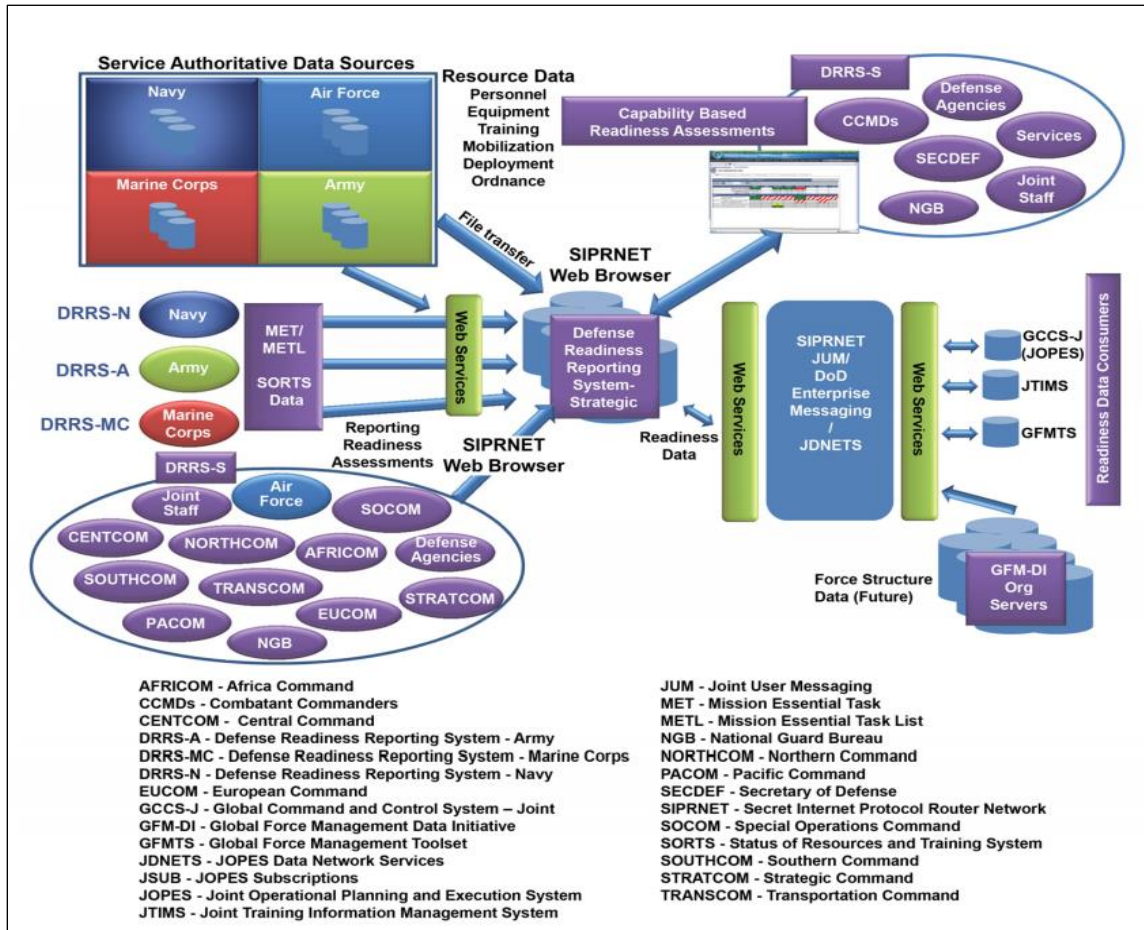 Service Authoritative Data Sources
Navy
Air Force
Marine Corps
Army
Resource Data
Personnel
Equipment
Training
Mobilization
Deployment
Ordnance
Capability Based
Readiness Assessments
DRRS-S
Defense
Agencies
CCMDs
Services
SECDEF
Joint
Staff
NGB
File transfer
SIPRNET
Web Browser
DRRS-N
Navy
DRRS-A
Army
DRRS-MC
Marine
Corps
MET/
METL
SORTS
Data
Web Services
Defense
Readiness
Reporting
System-
Strategic
Reporting
Readiness
Assessments
SIPRNET
Web Browser
Readiness
Data
Web Services
SIPRNET
JUM/
DoD
Enterprise
Messaging
/
JDNETS
Web Services
GCCS-J
(JOPES)
JTIMS
GFMTS
Readiness Data Consumers
DRRS-S
Joint
Staff
Air
Force
SOCOM
CENTCOM
NORTHCOM
AFRICOM
Defense
Agencies
SOUTHCOM
TRANSCOM
STRATCOM
PACOM
EUCOM
NGB
Force Structure
Data (Future)
GFM-DI
Org
Servers
AFRICOM - Africa Command
CCMDs - Combatant Commanders
CENTCOM - Central Command
DRRS-A - Defense Readiness Reporting System - Army
DRRS-MC - Defense Readiness Reporting System - Marine Corps
DRRS-N - Defense Readiness Reporting System - Navy
EUCOM - European Command
GCCS-J - Global Command and Control System – Joint
GFM-DI - Global Force Management Data Initiative
GFMTS - Global Force Management Toolset
JDNETS - JOPES Data Network Services
JSUB - JOPES Subscriptions
JOPES - Joint Operational Planning and Execution System
JTIMS - Joint Training Information Management System
JUM - Joint User Messaging
MET - Mission Essential Task
METL - Mission Essential Task List
NGB - National Guard Bureau
NORTHCOM - Northern Command
PACOM - Pacific Command
SECDEF - Secretary of Defense
SIPRNET - Secret Internet Protocol Router Network
SOCOM - Special Operations Command
SORTS - Status of Resources and Training System
SOUTHCOM - Southern Command
STRATCOM - Strategic Command
TRANSCOM - Transportation Command